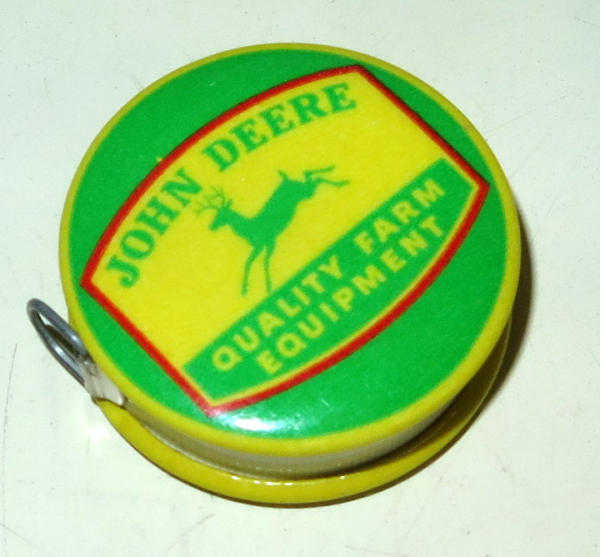 JOHN DEERE
QUALITY FARM
EQUIPMENT